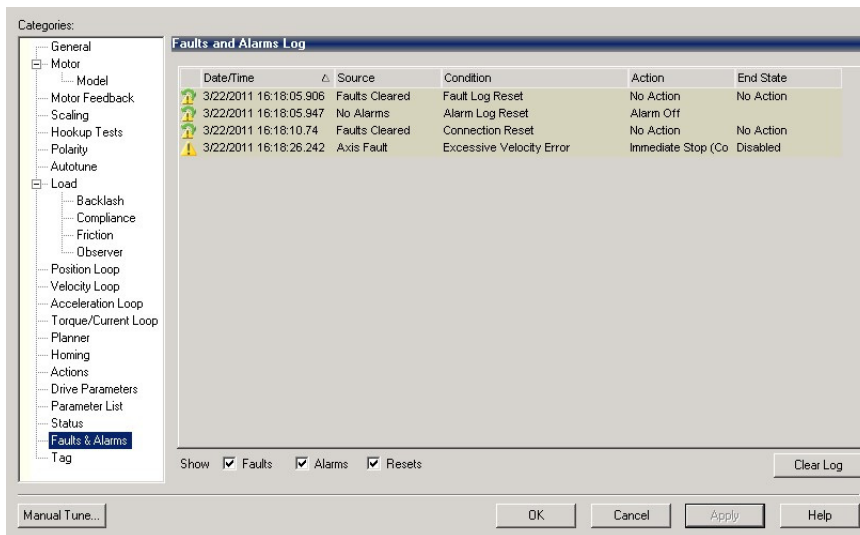 Categories:
General
Motor
Model
Motor Feedback
Scaling
Hookup Tests
Polarity
Autotune
Load
Backlash
Compliance
Friction
Observer
Position Loop
Velocity Loop
Acceleration Loop
Torque/Current Loop
Planner
Homing
Actions
Drive Parameters
Parameter List
Status
Faults & Alarms
Tag
Faults and Alarms Log
Date/Time Source Condition Action End State
3/22/2011 16:18:05.906 Faults Cleared Fault Log Reset No Action No Action
3/22/2011 16:18:05.947 No Alarms Alarm Log Reset Alarm Off
3/22/2011 16:18:10.74 Faults Cleared Connection Reset No Action No Action
3/22/2011 16:18:26.242 Axis Fault Excessive Velocity Error Immediate Stop (Co Disabled
Show Faults Alarms Resets Clear Log
Manual Tune... OK Cancel Apply Help